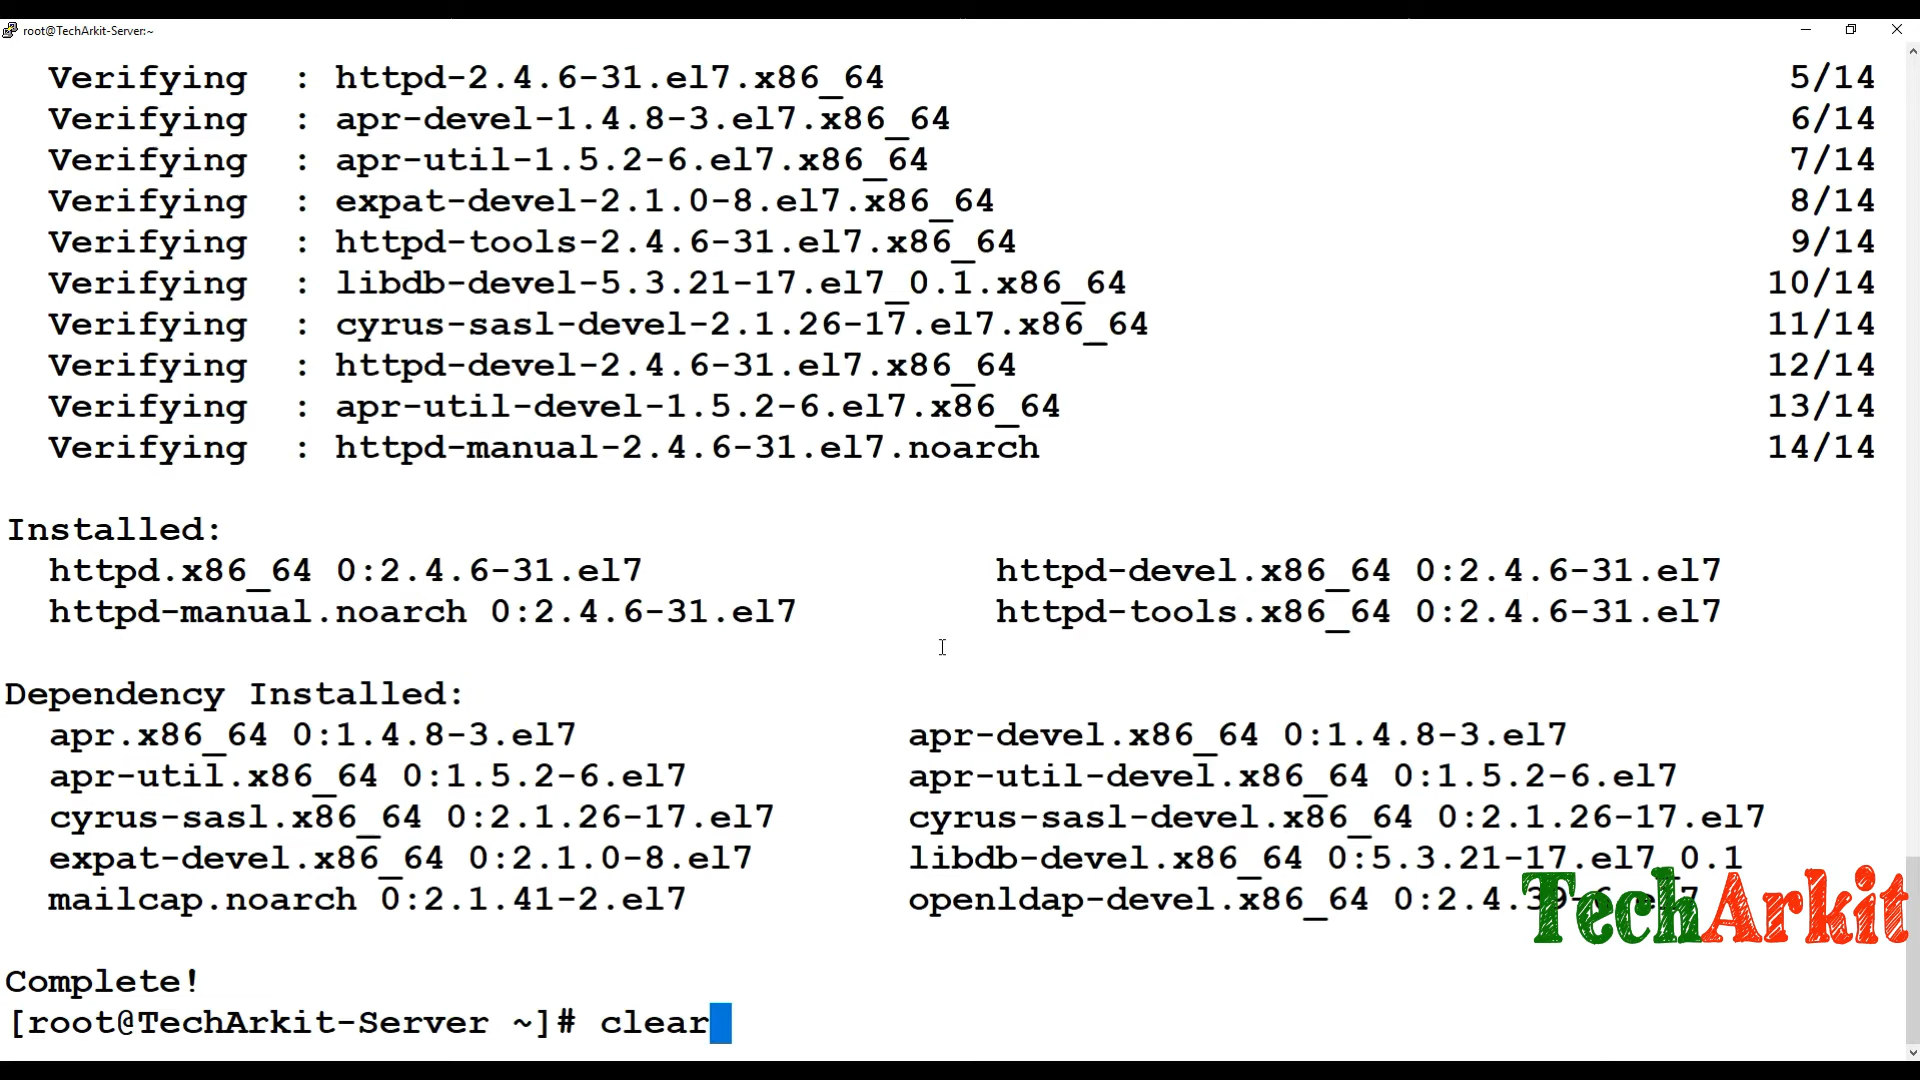 root@TechArkit-Server:~
Verifying  : httpd-2.4.6-31.el7.x86_64 5/14
Verifying  : apr-devel-1.4.8-3.el7.x86_64 6/14
Verifying  : apr-util-1.5.2-6.el7.x86_64 7/14
Verifying  : expat-devel-2.1.0-8.el7.x86_64 8/14
Verifying  : httpd-tools-2.4.6-31.el7.x86_64 9/14
Verifying  : libdb-devel-5.3.21-17.el7_0.1.x86_64 10/14
Verifying  : cyrus-sasl-devel-2.1.26-17.el7.x86_64 11/14
Verifying  : httpd-devel-2.4.6-31.el7.x86_64 12/14
Verifying  : apr-util-devel-1.5.2-6.el7.x86_64 13/14
Verifying  : httpd-manual-2.4.6-31.el7.noarch 14/14
Installed:
httpd.x86_64 0:2.4.6-31.el7 httpd-devel.x86_64 0:2.4.6-31.el7
httpd-manual.noarch 0:2.4.6-31.el7 httpd-tools.x86_64 0:2.4.6-31.el7
Dependency Installed:
apr.x86_64 0:1.4.8-3.el7 apr-devel.x86_64 0:1.4.8-3.el7
apr-util.x86_64 0:1.5.2-6.el7 apr-util-devel.x86_64 0:1.5.2-6.el7
cyrus-sasl.x86_64 0:2.1.26-17.el7 cyrus-sasl-devel.x86_64 0:2.1.26-17.el7
expat-devel.x86_64 0:2.1.0-8.el7 libdb-devel.x86_64 0:5.3.21-17.el7_0.1
mailcap.noarch 0:2.1.41-2.el7 openldap-devel.x86_64 0:2.4.39-6.el7
TechArkit
Complete!
[root@TechArkit-Server ~]# clear